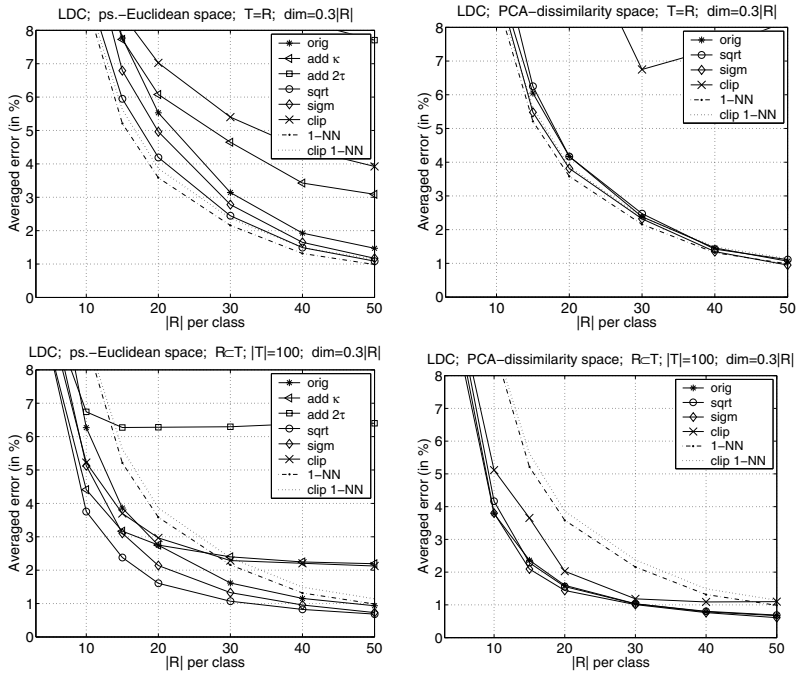 LDC; ps.-Euclidean space; T=R; dim=0.3|R|
Averaged error (in %)
8
7
6
5
4
3
2
1
0
10
20
30
40
50
|R| per class
orig
add κ
add 2τ
sqrt
sigm
clip
1-NN
clip 1-NN
LDC; PCA-dissimilarity space; T=R; dim=0.3|R|
Averaged error (in %)
8
7
6
5
4
3
2
1
0
10
20
30
40
50
|R| per class
orig
sqrt
sigm
clip
1-NN
clip 1-NN
LDC; ps.-Euclidean space; R⊂T; |T|=100; dim=0.3|R|
Averaged error (in %)
8
7
6
5
4
3
2
1
0
10
20
30
40
50
|R| per class
orig
add κ
add 2τ
sqrt
sigm
clip
1-NN
clip 1-NN
LDC; PCA-dissimilarity space; R⊂T; |T|=100; dim=0.3|R|
Averaged error (in %)
8
7
6
5
4
3
2
1
0
10
20
30
40
50
|R| per class
orig
sqrt
sigm
clip
1-NN
clip 1-NN